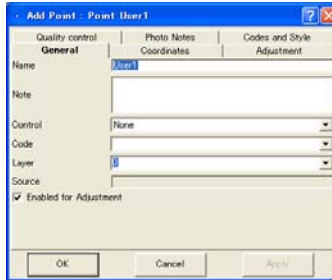 Add Point : Point User1
Quality control Photo Notes Codes and Style
General Coordinates Adjustment
Name User1
Note
Control None
Code
Layer 0
Source
Enabled for Adjustment
OK Cancel Apply